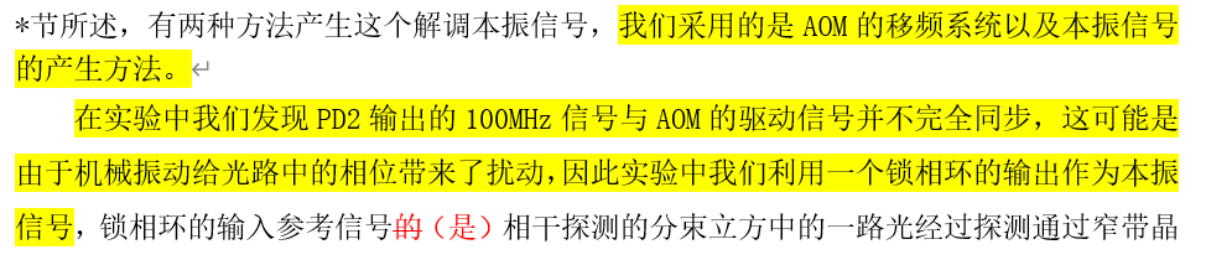 *节所述，有两种方法产生这个解调本振信号，我们采用的是 AOM 的移频系统以及本振信号
的产生方法。↵
在实验中我们发现 PD2 输出的 100MHz 信号与 AOM 的驱动信号并不完全同步，这可能是
由于机械振动给光路中的相位带来了扰动,因此实验中我们利用一个锁相环的输出作为本振
信号，锁相环的输入参考信号的（是）相干探测的分束立方中的一路光经过探测通过窄带晶